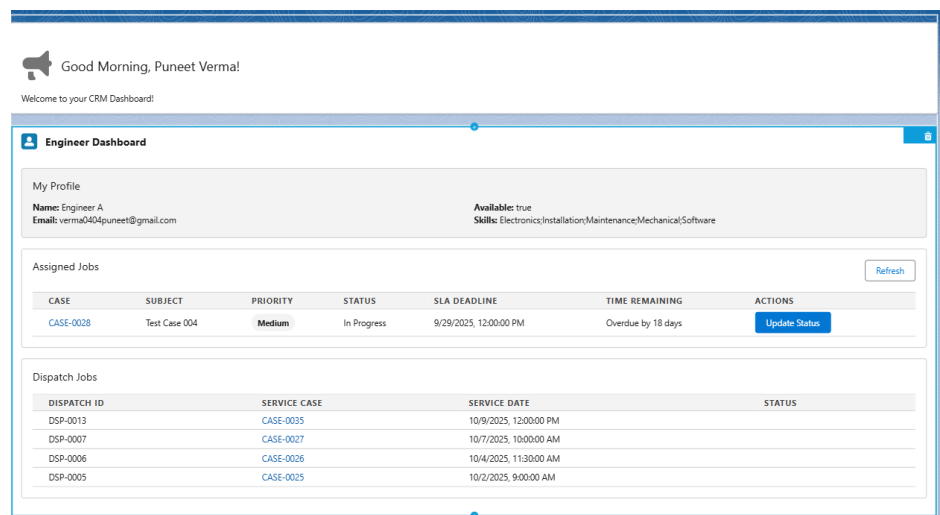 Good Morning, Puneet Verma!
Welcome to your CRM Dashboard!
Engineer Dashboard
My Profile
Name: Engineer A
Email: verma0404puneet@gmail.com
Available: true
Skills: Electronics;Installation;Maintenance;Mechanical;Software
Assigned Jobs
Refresh
CASE SUBJECT PRIORITY STATUS SLA DEADLINE TIME REMAINING ACTIONS
CASE-0028 Test Case 004 Medium In Progress 9/29/2025, 12:00:00 PM Overdue by 18 days Update Status
Dispatch Jobs
DISPATCH ID SERVICE CASE SERVICE DATE STATUS
DSP-0013 CASE-0035 10/9/2025, 12:00:00 PM
DSP-0007 CASE-0027 10/7/2025, 10:00:00 AM
DSP-0006 CASE-0026 10/4/2025, 11:30:00 AM
DSP-0005 CASE-0025 10/2/2025, 9:00:00 AM